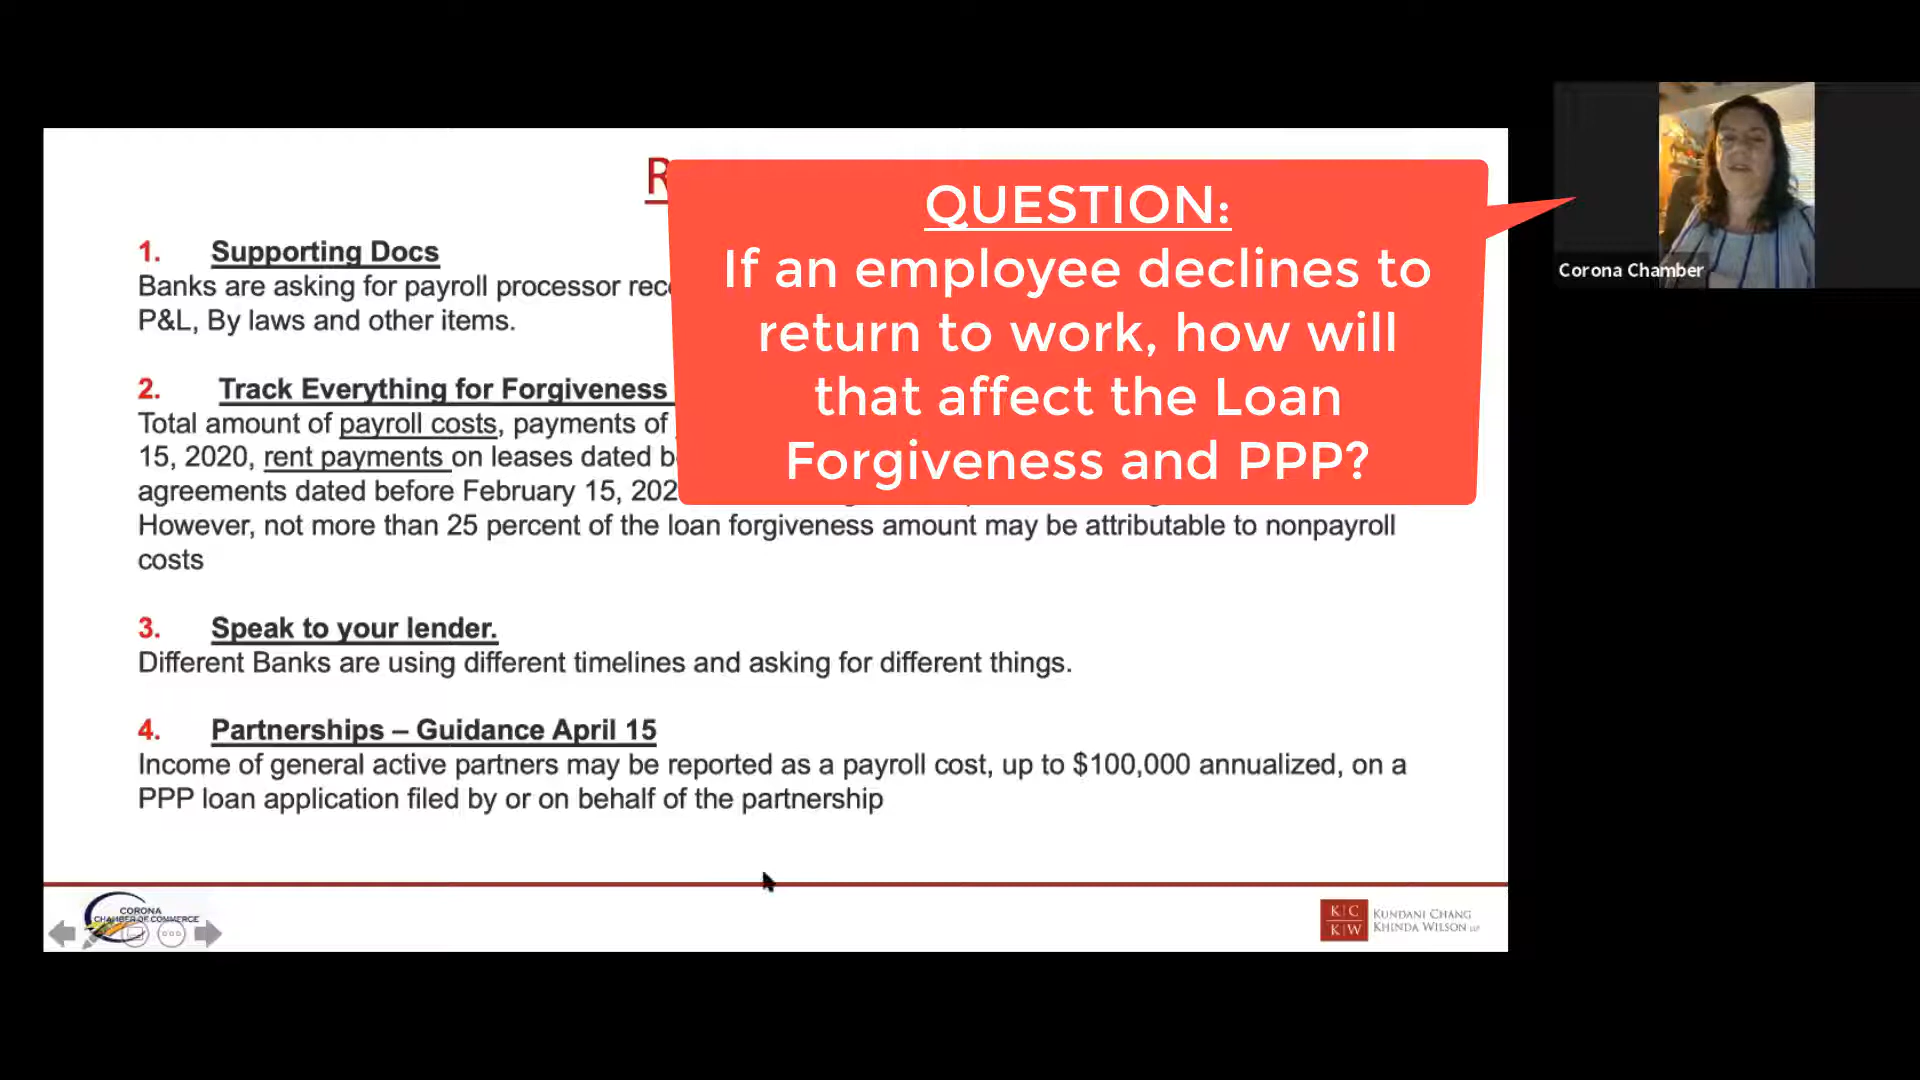 R
QUESTION:
If an employee declines to
return to work, how will
that affect the Loan
Forgiveness and PPP?
Corona Chamber
1. Supporting Docs
Banks are asking for payroll processor
P&L, By laws and other items.
2. Track Everything for Forgiveness
Total amount of payroll costs, payments of
15, 2020, rent payments on leases dated
agreements dated before February 15,
However, not more than 25 percent of the loan forgiveness amount may be attributable to nonpayroll
costs
3. Speak to your lender.
Different Banks are using different timelines and asking for different things.
4. Partnerships – Guidance April 15
Income of general active partners may be reported as a payroll cost, up to $100,000 annualized, on a
PPP loan application filed by or on behalf of the partnership
CORONA
CHAMBER OF COMMERCE
K C
K W
KUNDANI CHANG
KHINDA WILSON LLP